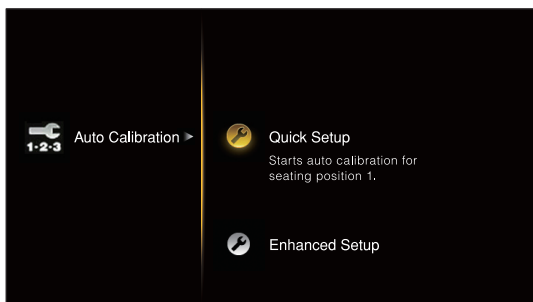 1·2·3
Auto Calibration
Quick Setup
Starts auto calibration for
seating position 1.
Enhanced Setup